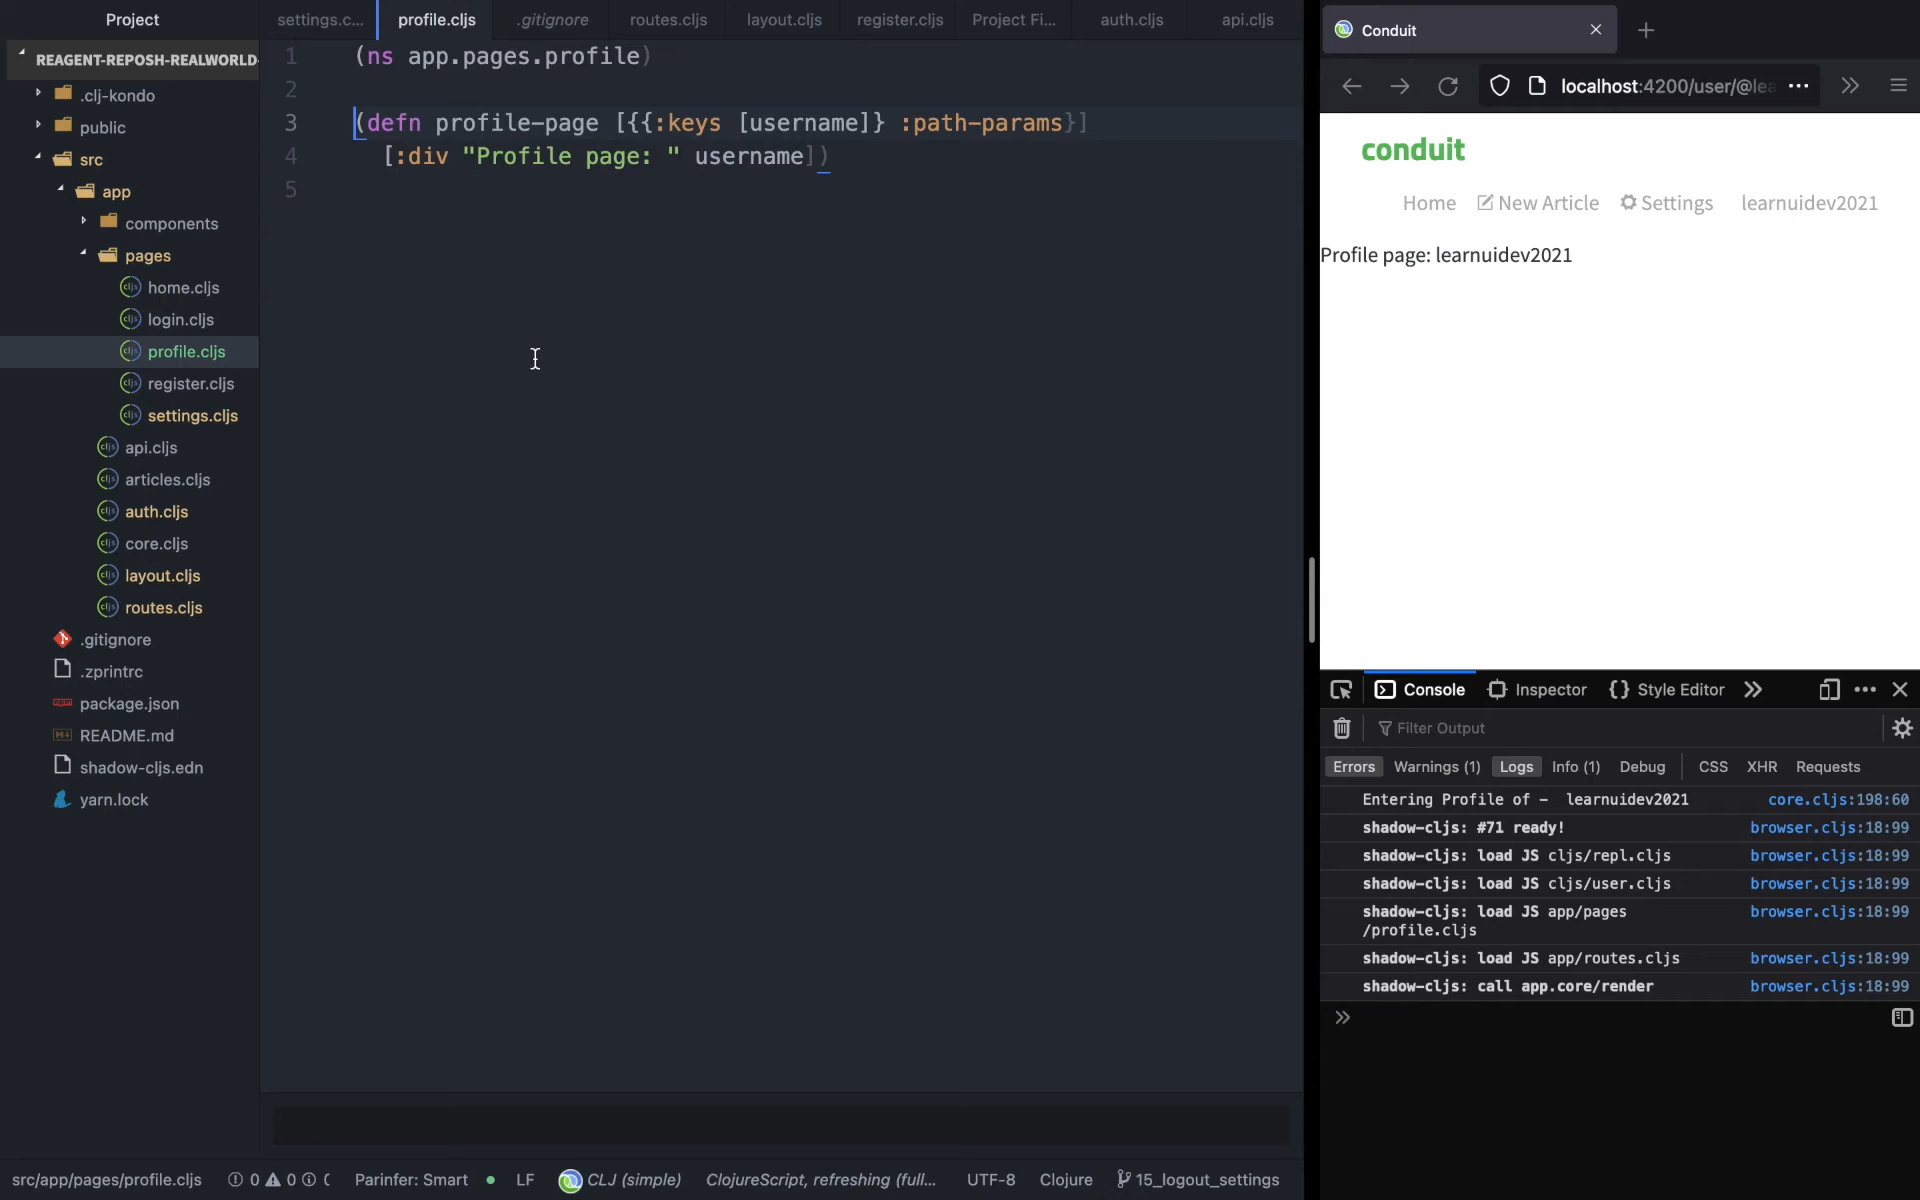 Project
settings.c...
profile.cljs
.gitignore
routes.cljs
layout.cljs
register.cljs
Project Fi...
auth.cljs
api.cljs
REAGENT-REPOSH-REALWORLD-
.clj-kondo
public
src
app
components
pages
home.cljs
login.cljs
profile.cljs
register.cljs
settings.cljs
api.cljs
articles.cljs
auth.cljs
core.cljs
layout.cljs
routes.cljs
.gitignore
.zprintrc
package.json
README.md
shadow-cljs.edn
yarn.lock
1 (ns app.pages.profile)
2
3 (defn profile-page [{{:keys [username]} :path-params}]
4 [:div "Profile page: " username])
5
src/app/pages/profile.cljs 0 0 Parinfer: Smart LF CLJ (simple) ClojureScript, refreshing (full... UTF-8 Clojure 15_logout_settings
Conduit
localhost:4200/user/@lea
conduit
Home New Article Settings learnuidev2021
Profile page: learnuidev2021
Console Inspector Style Editor
Filter Output
Errors Warnings (1) Logs Info (1) Debug CSS XHR Requests
Entering Profile of - learnuidev2021 core.cljs:198:60
shadow-cljs: #71 ready! browser.cljs:18:99
shadow-cljs: load JS cljs/repl.cljs browser.cljs:18:99
shadow-cljs: load JS cljs/user.cljs browser.cljs:18:99
shadow-cljs: load JS app/pages browser.cljs:18:99
/profile.cljs
shadow-cljs: load JS app/routes.cljs browser.cljs:18:99
shadow-cljs: call app.core/render browser.cljs:18:99